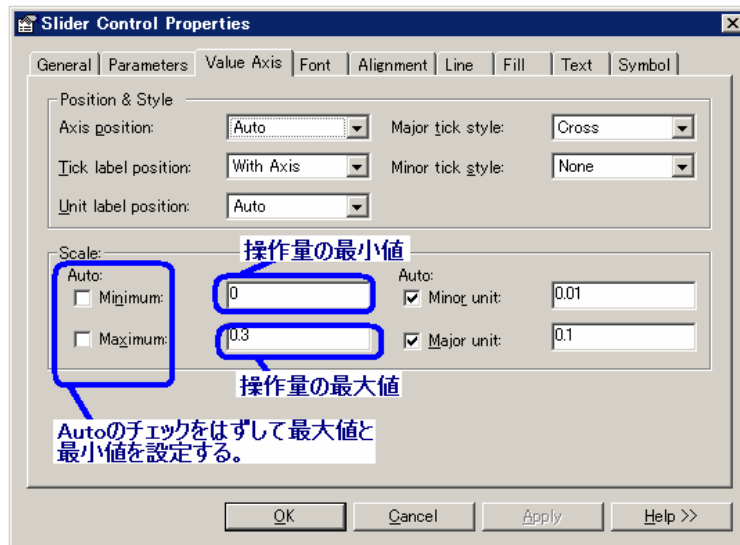 Slider Control Properties
General Parameters Value Axis Font Alignment Line Fill Text Symbol
Position & Style
Axis position: Auto Major tick style: Cross
Tick label position: With Axis Minor tick style: None
Unit label position: Auto
Scale:
操作量の最小値
Auto: Auto:
Minimum: 0 Minor unit: 0.01
Maximum: 0.3 Major unit: 0.1
操作量の最大値
Autoのチェックをはずして最大値と
最小値を設定する。
OK Cancel Apply Help >>